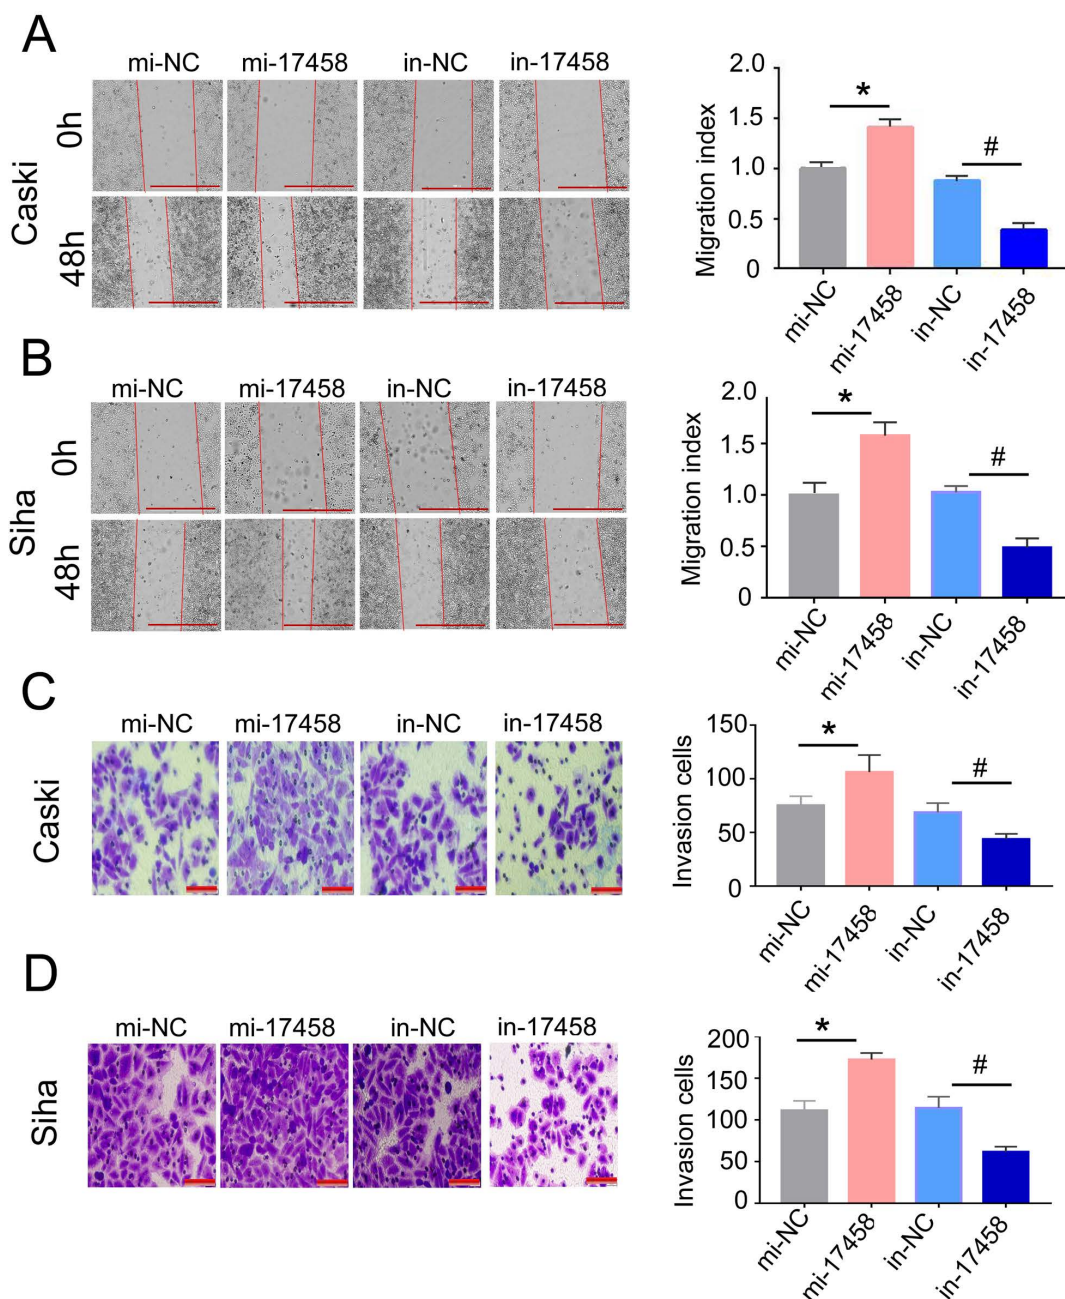 A
mi-NC mi-17458 in-NC in-17458
Caski
0h
48h
Migration index
2.0
1.5
1.0
0.5
0
*
#
mi-NC mi-17458 in-NC in-17458
B
mi-NC mi-17458 in-NC in-17458
Siha
0h
48h
Migration index
2.0
1.5
1.0
0.5
0
*
#
mi-NC mi-17458 in-NC in-17458
C
mi-NC mi-17458 in-NC in-17458
Caski
Invasion cells
150
100
50
0
*
#
mi-NC mi-17458 in-NC in-17458
D
mi-NC mi-17458 in-NC in-17458
Siha
Invasion cells
200
150
100
50
0
*
#
mi-NC mi-17458 in-NC in-17458